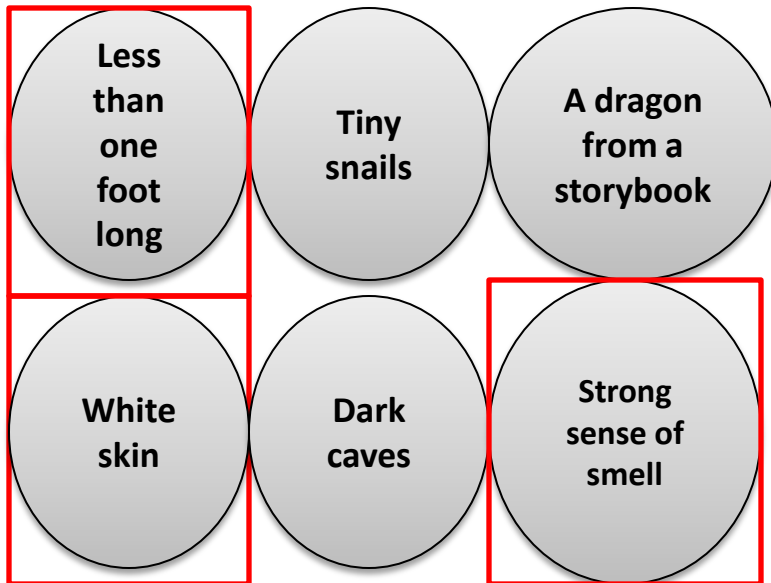 Less
than
one
foot
long
Tiny
snails
A dragon
from a
storybook
White
skin
Dark
caves
Strong
sense of
smell